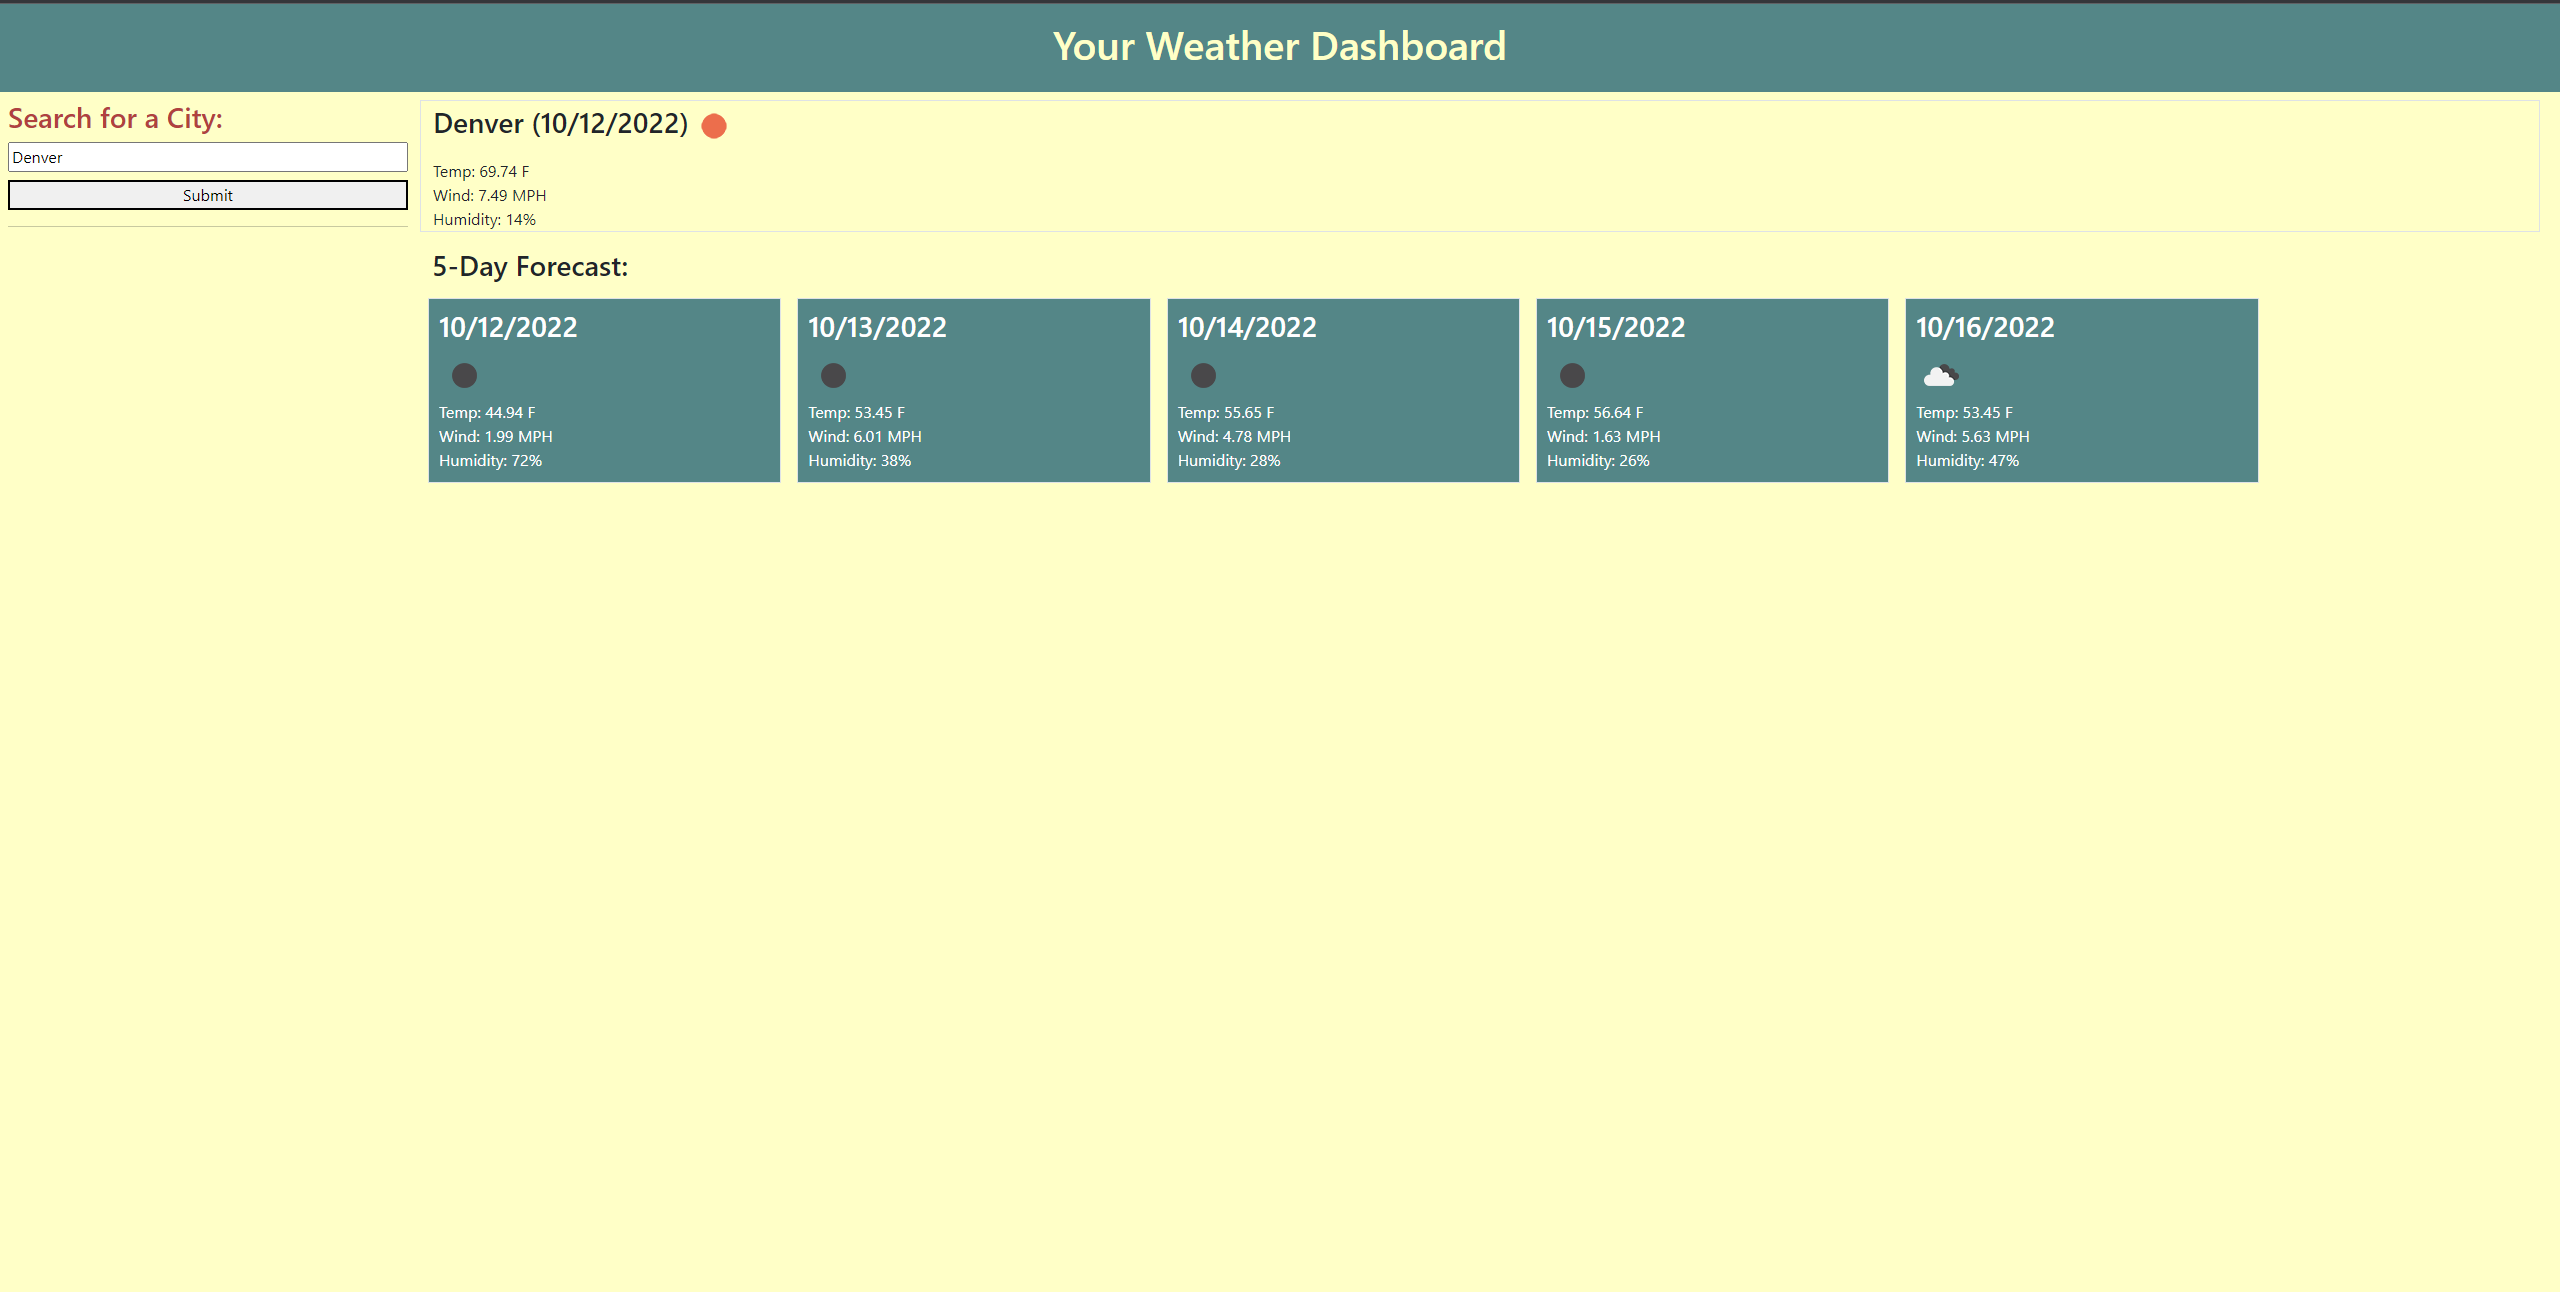 Your Weather Dashboard
Search for a City:
Denver
Submit
Denver (10/12/2022)
Temp: 69.74 F
Wind: 7.49 MPH
Humidity: 14%
5-Day Forecast:
10/12/2022
Temp: 44.94 F
Wind: 1.99 MPH
Humidity: 72%
10/13/2022
Temp: 53.45 F
Wind: 6.01 MPH
Humidity: 38%
10/14/2022
Temp: 55.65 F
Wind: 4.78 MPH
Humidity: 28%
10/15/2022
Temp: 56.64 F
Wind: 1.63 MPH
Humidity: 26%
10/16/2022
Temp: 53.45 F
Wind: 5.63 MPH
Humidity: 47%